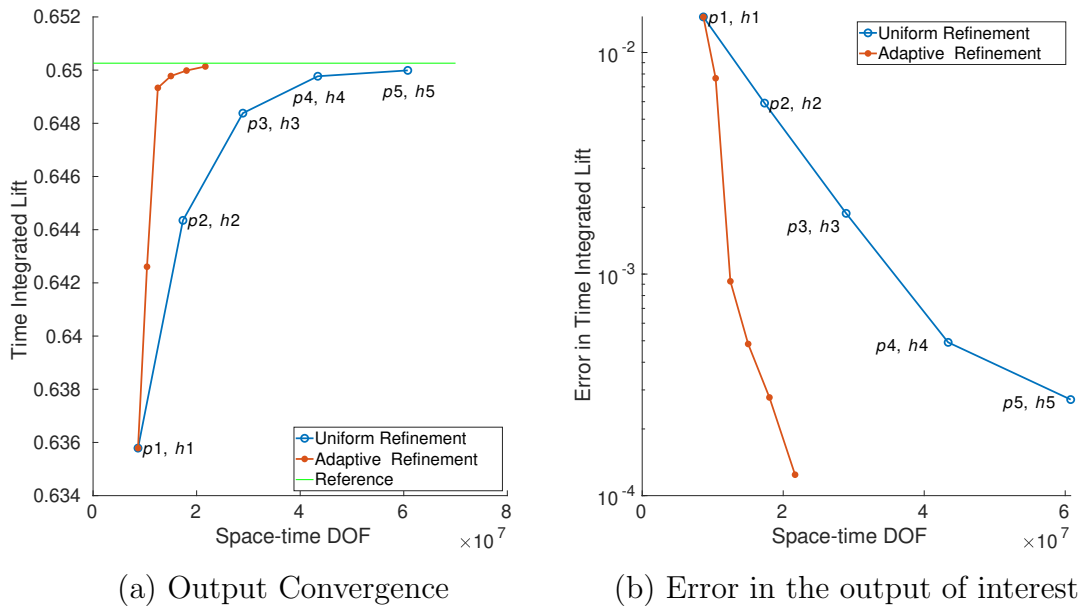 0.652
0.65
0.648
0.646
0.644
0.642
0.64
0.638
0.636
0.634
Time Integrated Lift
p1, h1
p2, h2
p3, h3
p4, h4
p5, h5
Uniform Refinement
Adaptive Refinement
Reference
0 2 4 6 8
×10^7
Space-time DOF
(a) Output Convergence
10^-2
10^-3
10^-4
Error in Time Integrated Lift
p1, h1
p2, h2
p3, h3
p4, h4
p5, h5
Uniform Refinement
Adaptive Refinement
0 2 4 6
×10^7
Space-time DOF
(b) Error in the output of interest